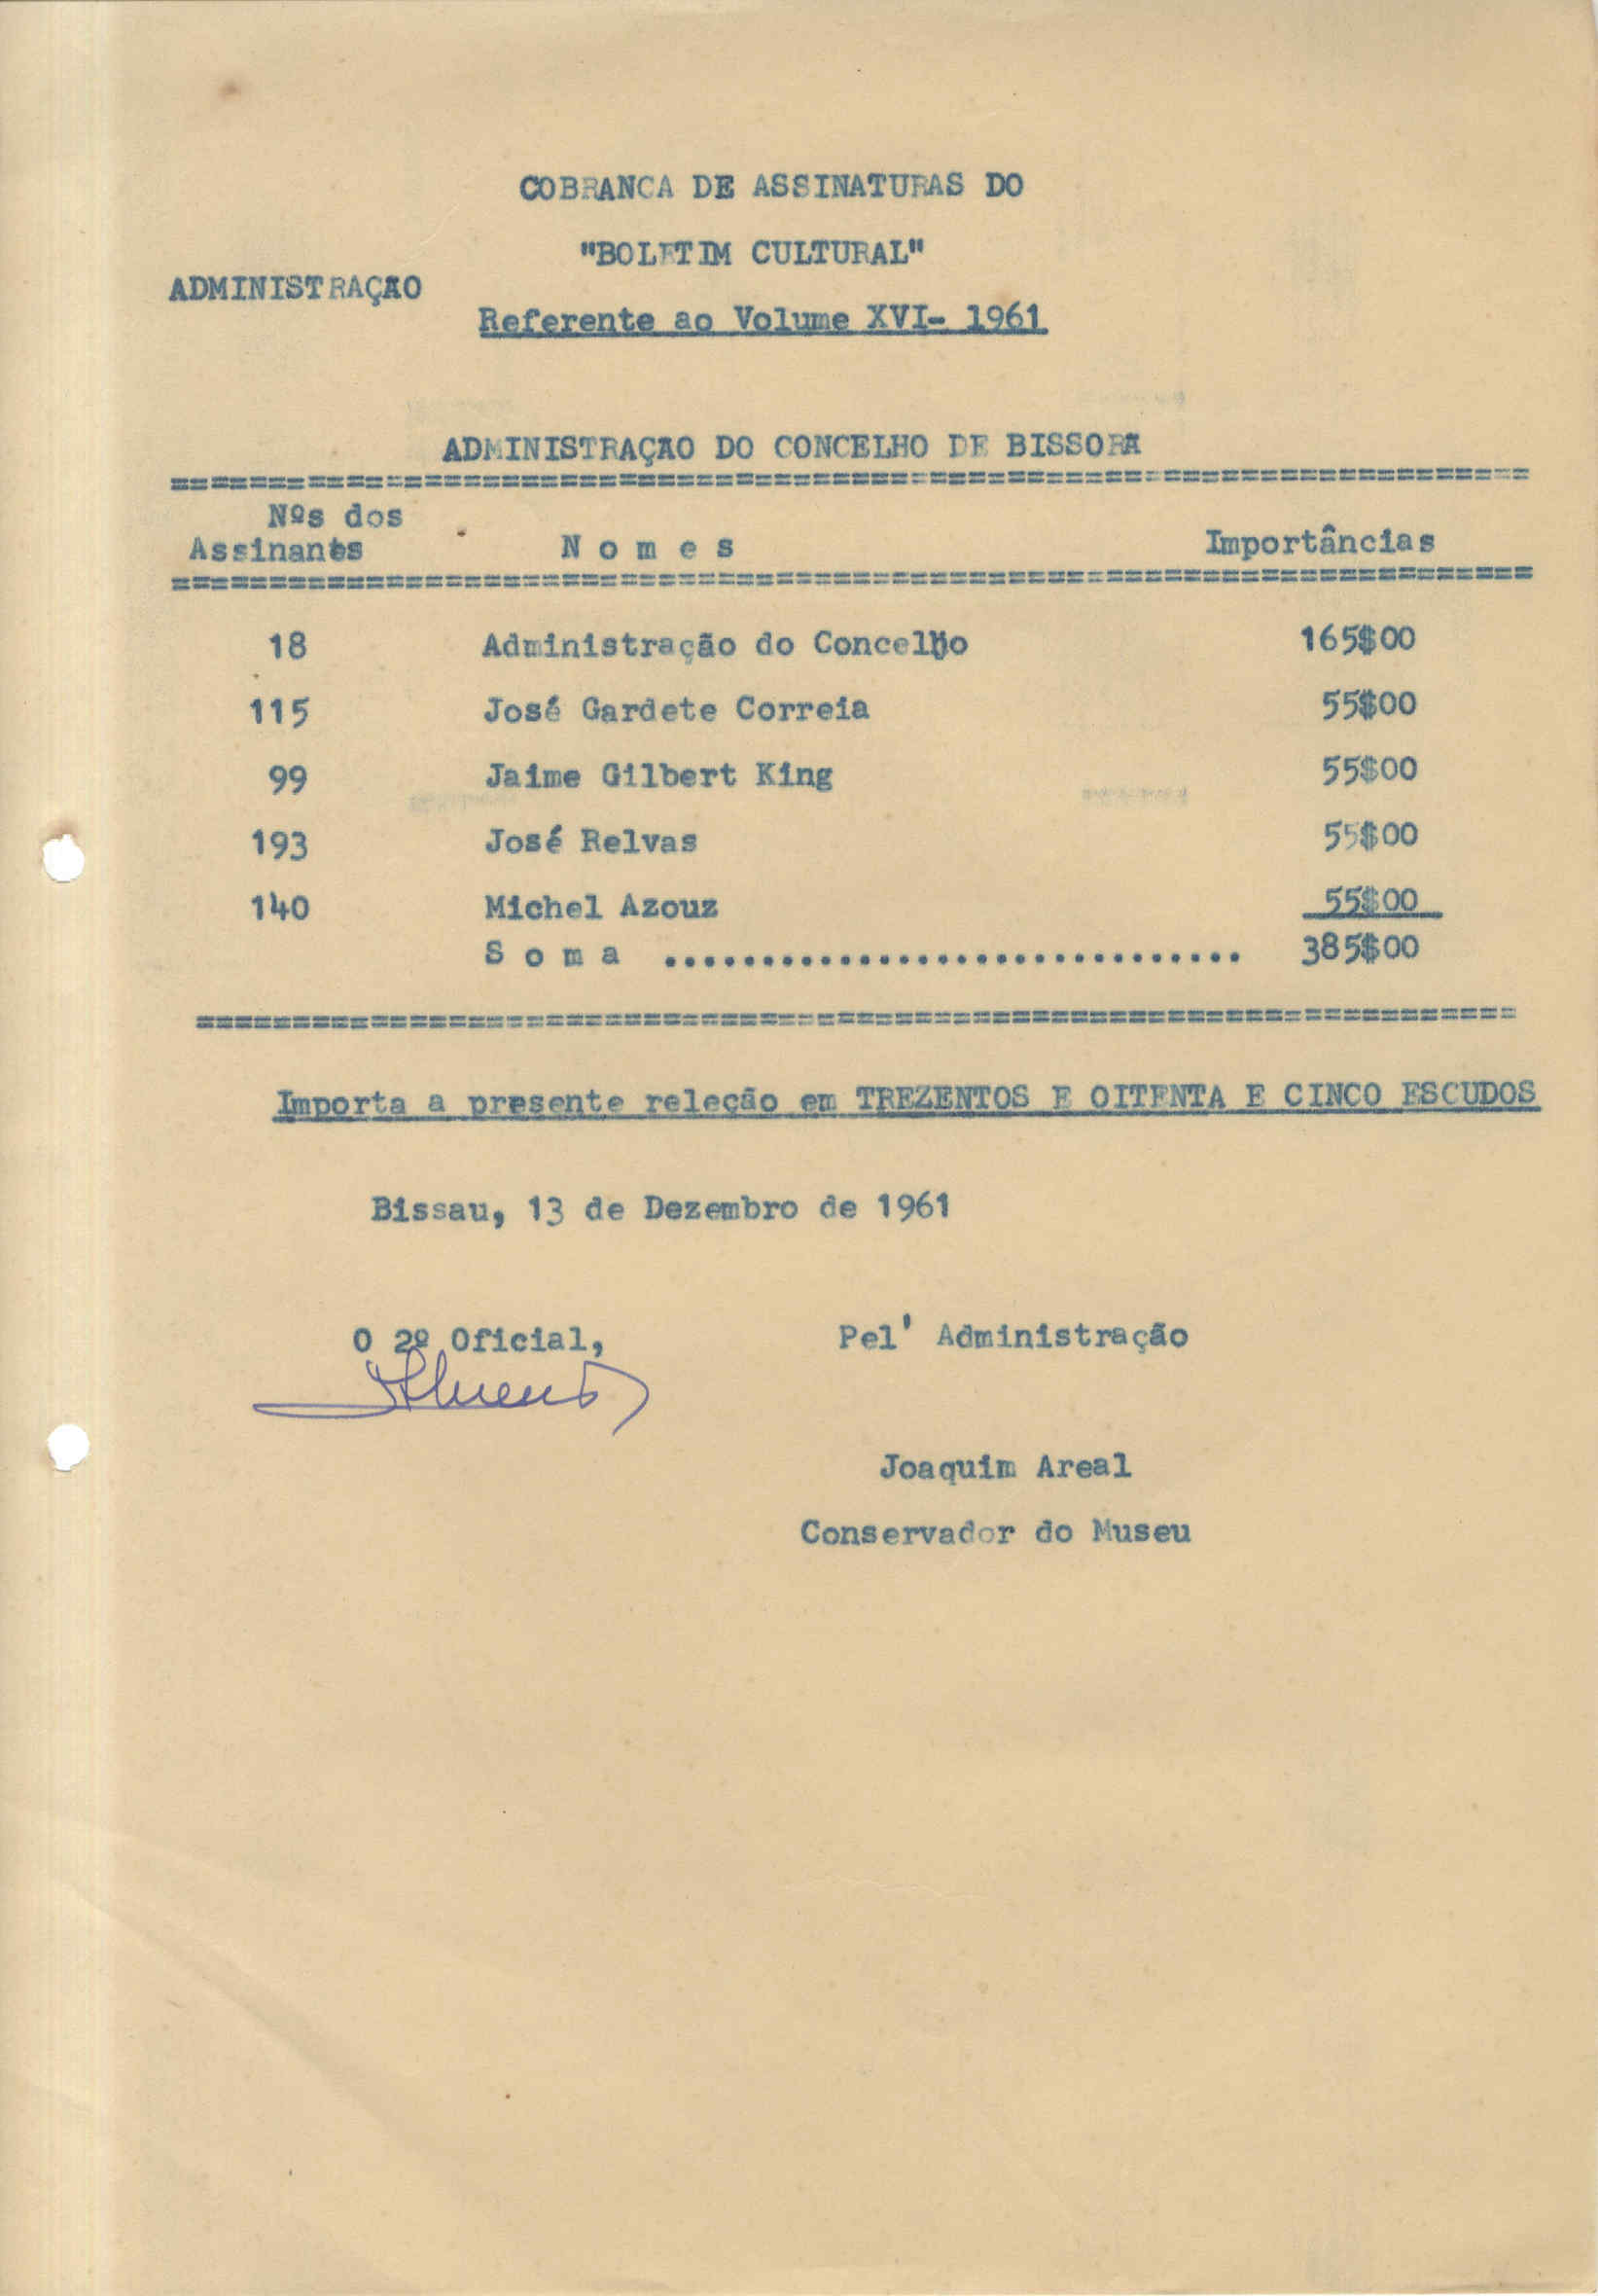 COBRANCA DE ASSINATURAS DO
"BOLETIM CULTURAL"
ADMINISTRAÇÃO
Referente ao Volume XVI- 1961
ADMINISTRAÇÃO DO CONCELHO DE BISSORÃ
==================================================
Nºs dos
Assinantes N o m e s Importâncias
==================================================
18 Administração do Concelho 165$00
115 José Gardete Correia 55$00
99 Jaime Gilbert King 55$00
193 José Relvas 55$00
140 Michel Azouz 55$00
S o m a .............................. 385$00
==================================================
Importa a presente releção em TREZENTOS E OITENTA E CINCO ESCUDOS
Bissau, 13 de Dezembro de 1961
O 2º Oficial, Pel' Administração
Joaquim Areal
Conservador do Museu